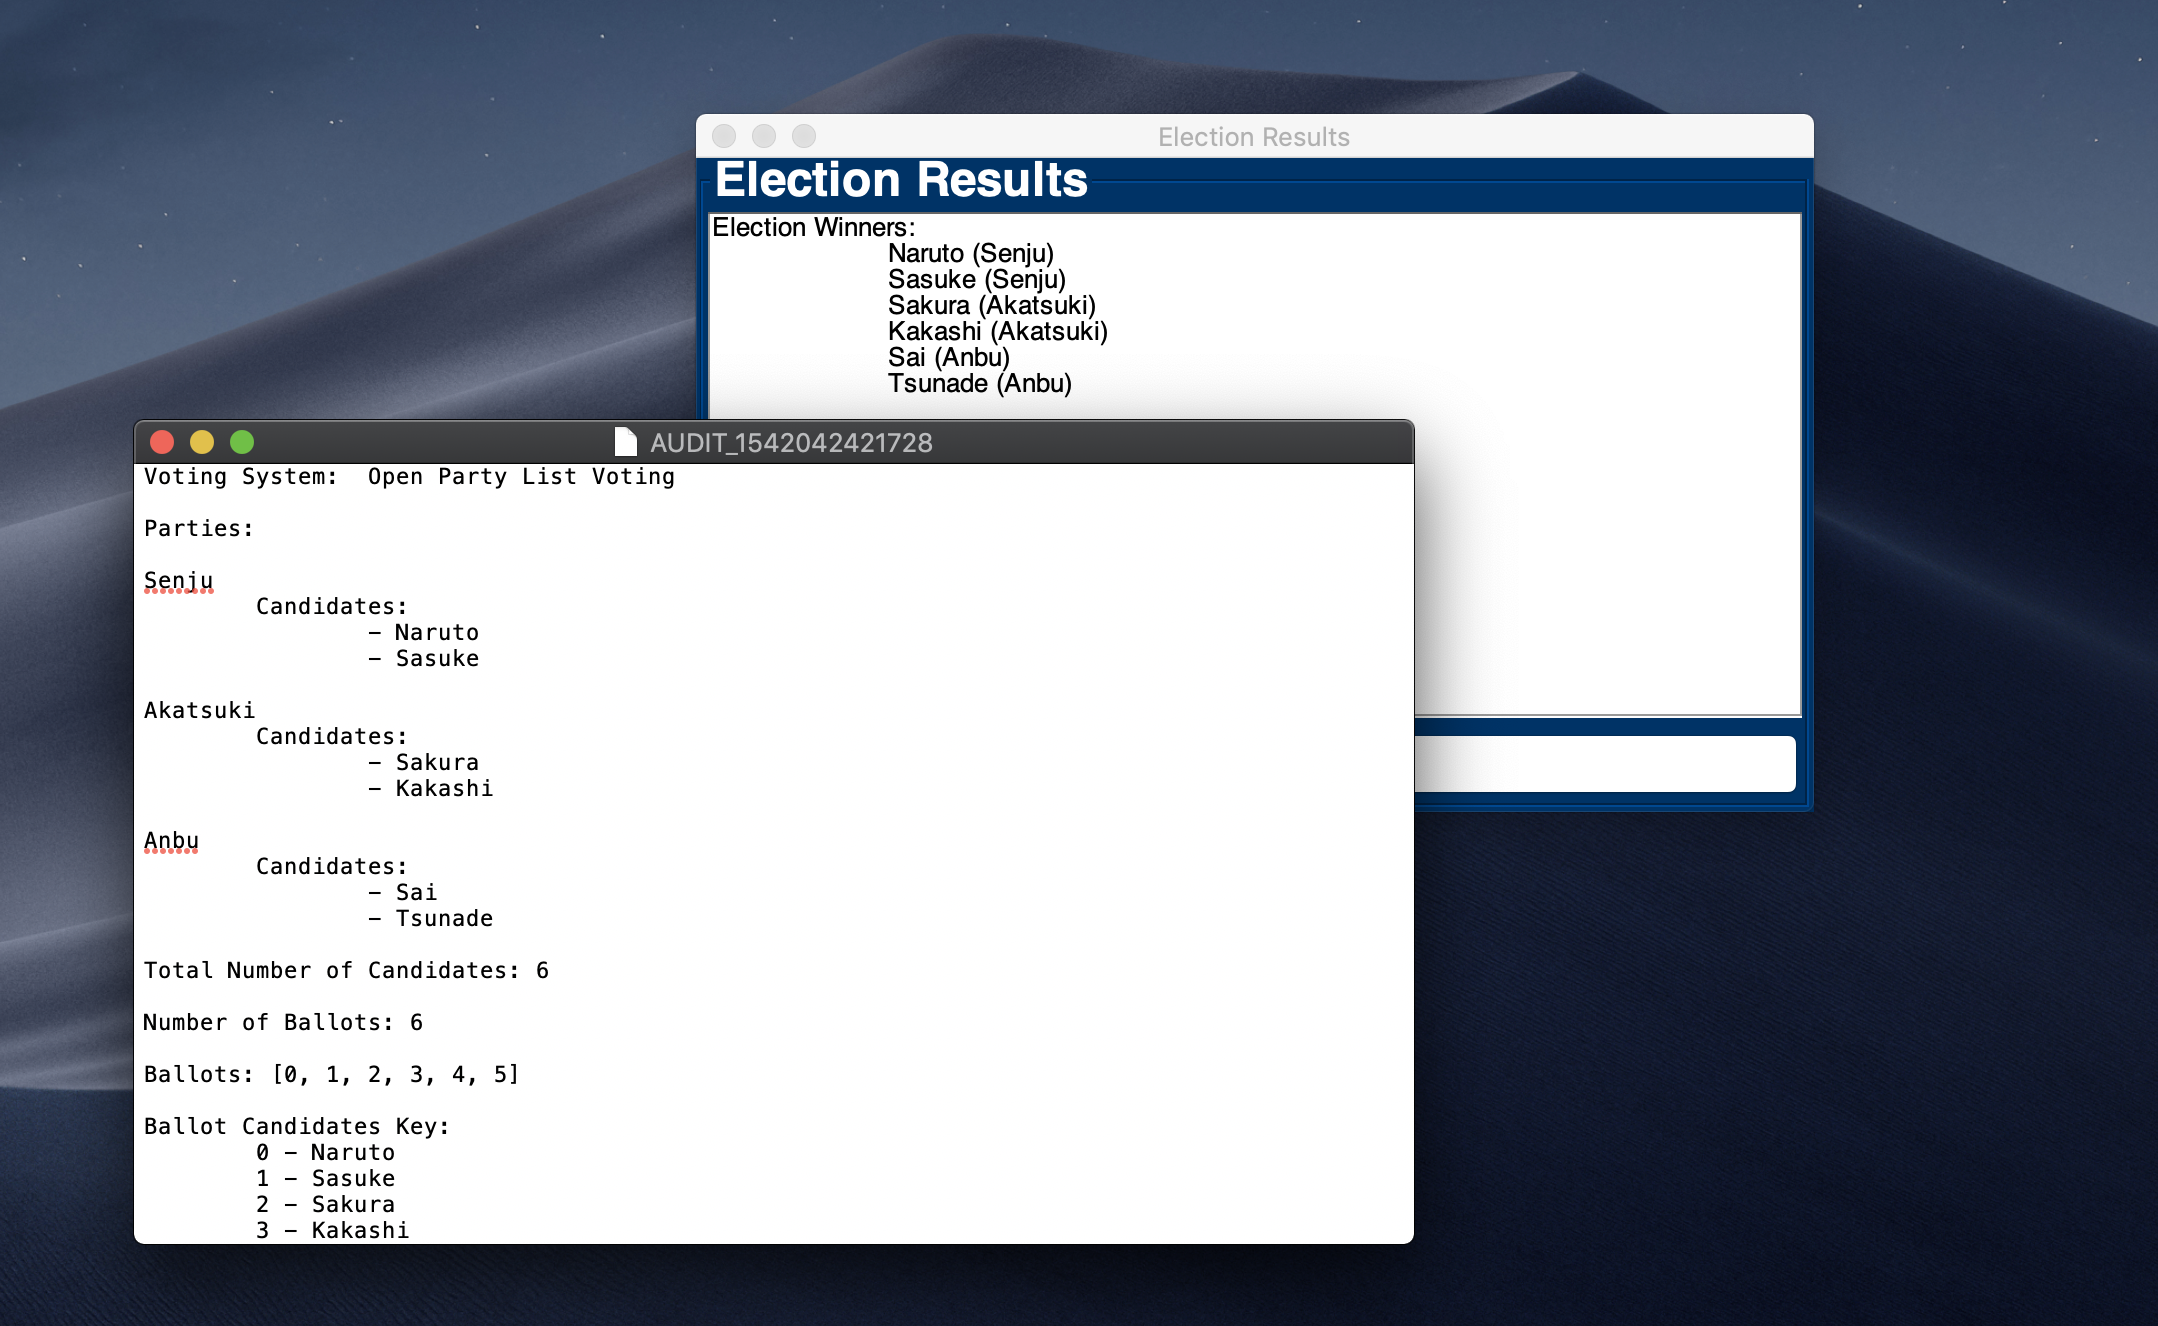 Election Results
Election Results
Election Winners:
Naruto (Senju)
Sasuke (Senju)
Sakura (Akatsuki)
Kakashi (Akatsuki)
Sai (Anbu)
Tsunade (Anbu)
AUDIT_1542042421728
Voting System:  Open Party List Voting
Parties:
Senju
Candidates:
- Naruto
- Sasuke
Akatsuki
Candidates:
- Sakura
- Kakashi
Anbu
Candidates:
- Sai
- Tsunade
Total Number of Candidates: 6
Number of Ballots: 6
Ballots: [0, 1, 2, 3, 4, 5]
Ballot Candidates Key:
0 - Naruto
1 - Sasuke
2 - Sakura
3 - Kakashi